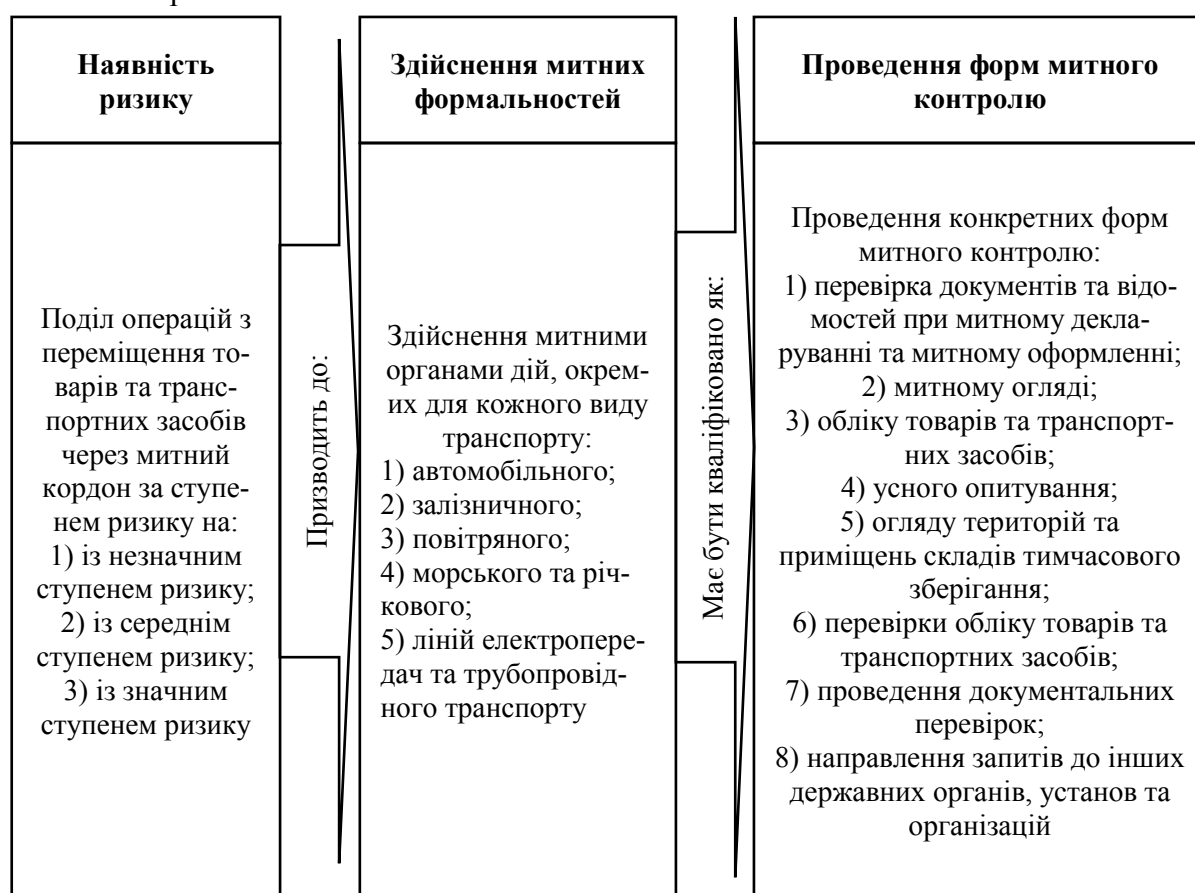 Наявність
ризику
Поділ операцій з
переміщення то-
варів та транс-
портних засобів
через митний
кордон за ступе-
нем ризику на:
1) із незначним
ступенем ризику;
2) із середнім
ступенем ризику;
3) із значним
ступенем ризику
Призводить до:
Здійснення митних
формальностей
Здійснення митними
органами дій, окрем-
их для кожного виду
транспорту:
1) автомобільного;
2) залізничного;
3) повітряного;
4) морського та річ-
кового;
5) ліній електропере-
дач та трубопровід-
ного транспорту
Має бути кваліфіковано як:
Проведення форм митного
контролю
Проведення конкретних форм
митного контролю:
1) перевірка документів та відо-
мостей при митному декла-
руванні та митному оформленні;
2) митному огляді;
3) обліку товарів та транспорт-
них засобів;
4) усного опитування;
5) огляду територій та
приміщень складів тимчасового
зберігання;
6) перевірки обліку товарів та
транспортних засобів;
7) проведення документальних
перевірок;
8) направлення запитів до інших
державних органів, установ та
організацій